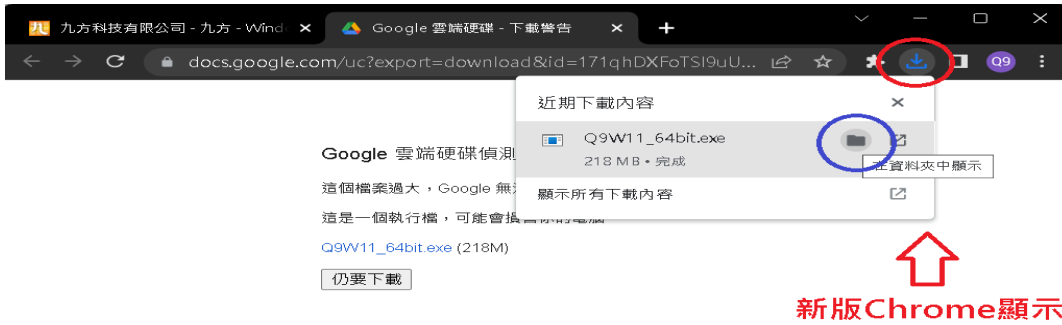 九方科技有限公司 - 九方 - Wind
Google 雲端硬碟 - 下載警告
docs.google.com/uc?export=download&id=171qhDXFoTSI9uU...
Q9
近期下載內容
Q9W11_64bit.exe
218 MB • 完成
在資料夾中顯示
顯示所有下載內容
Google 雲端硬碟偵測
這個檔案過大,Google 無
這是一個執行檔,可能會損害你的電腦
Q9W11_64bit.exe (218M)
仍要下載
新版Chrome顯示